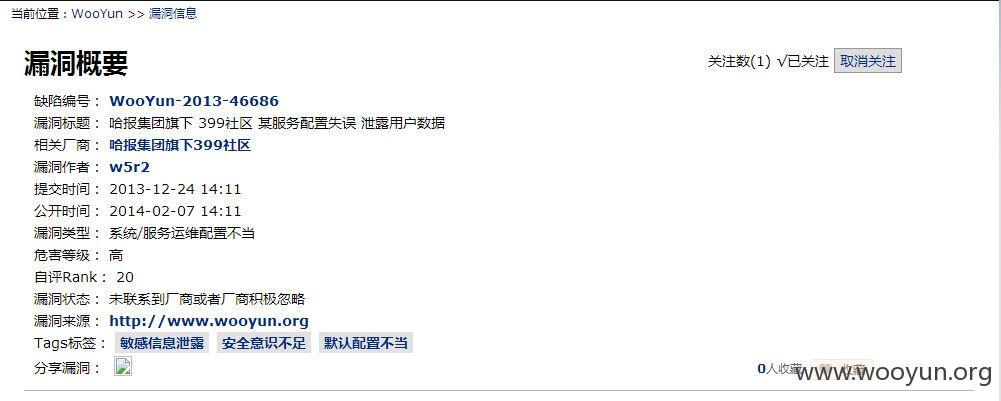 当前位置：WooYun >> 漏洞信息
漏洞概要
关注数(1) √已关注 取消关注
缺陷编号： WooYun-2013-46686
漏洞标题： 哈报集团旗下 399社区 某服务配置失误 泄露用户数据
相关厂商： 哈报集团旗下399社区
漏洞作者： w5r2
提交时间： 2013-12-24 14:11
公开时间： 2014-02-07 14:11
漏洞类型： 系统/服务运维配置不当
危害等级： 高
自评Rank： 20
漏洞状态： 未联系到厂商或者厂商积极忽略
漏洞来源： http://www.wooyun.org
Tags标签： 敏感信息泄露 安全意识不足 默认配置不当
分享漏洞：
0人收藏 收藏
www.wooyun.org